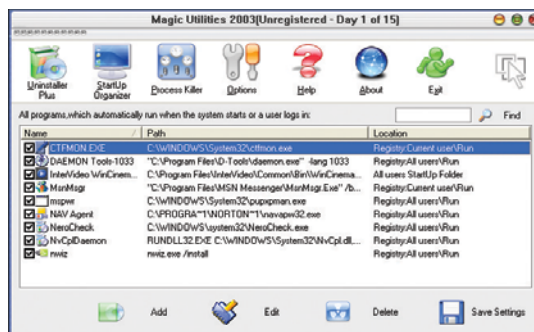 Magic Utilities 2003(Unregistered - Day 1 of 15]
Uninstaller Plus
StartUp Organizer
Process Killer
Options
Help
About
Exit
All programs,which automatically run when the system starts or a user logs in:
Find
Name / Path Location
CTFMON.EXE C:\WINDOWS\System32\ctfmon.exe Registry:Current user\Run
DAEMON Tools-1033 "C:\Program Files\D-Tools\daemon.exe" -lang 1033 Registry:All users\Run
InterVideo WinCinem... C:\Program Files\InterVideo\Common\Bin\WinCinema... All users StartUp Folder
MsnMsgr "C:\Program Files\MSN Messenger\MsnMsgr.Exe" /b... Registry:Current user\Run
mspwr C:\WINDOWS\System32\pupxpman.exe Registry:All users\Run
NAV Agent C:\PROGRA~1\NORTON~1\navapw32.exe Registry:All users\Run
NeroCheck C:\WINDOWS\system32\NeroCheck.exe Registry:All users\Run
NvCplDaemon RUNDLL32.EXE C:\WINDOWS\System32\NvCpl.dll,... Registry:All users\Run
nwiz nwiz.exe /install Registry:All users\Run
Add
Edit
Delete
Save Settings